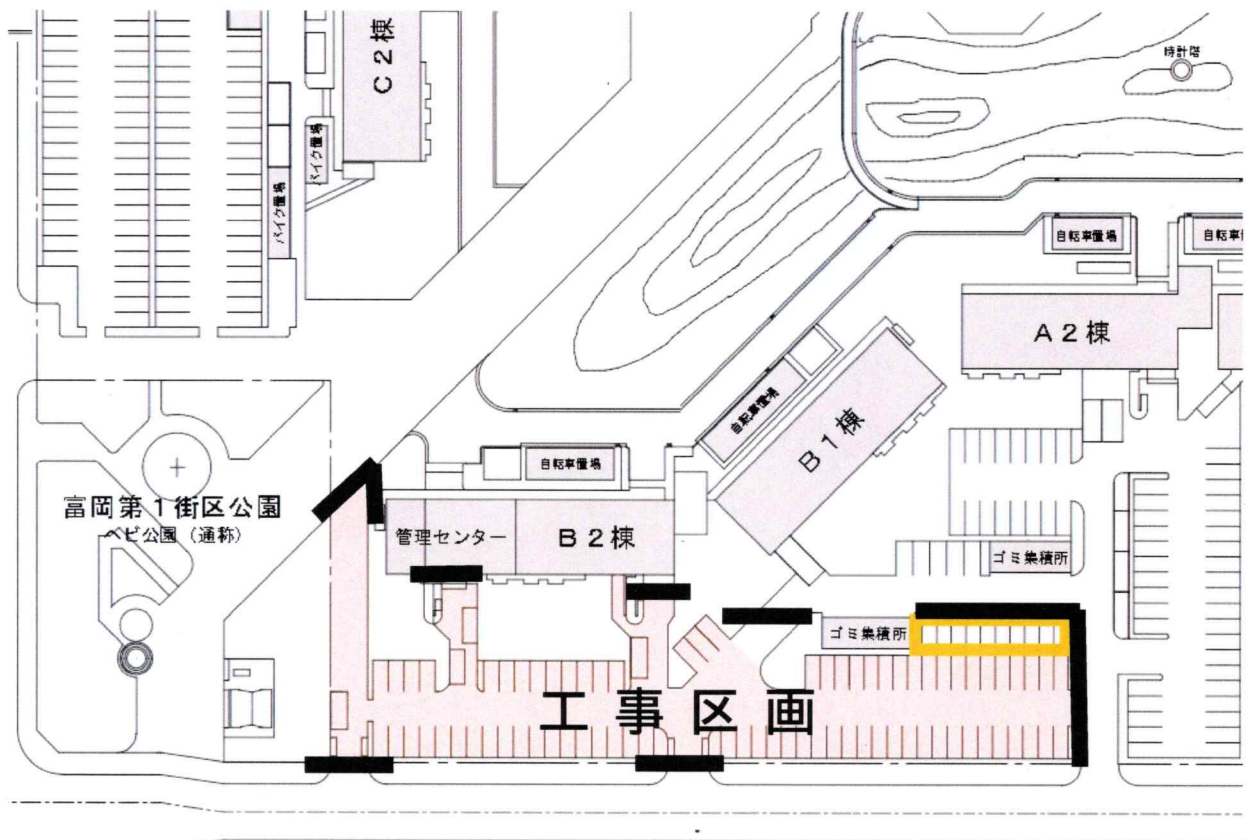 C2棟
時計塔
バイク置場
バイク置場
自転車置場
自転車
A2棟
自転車置場
B1棟
自転車置場
富岡第1街区公園
ヘビ公園(通称)
管理センター
B2棟
ゴミ集積所
ゴミ集積所
工事区画